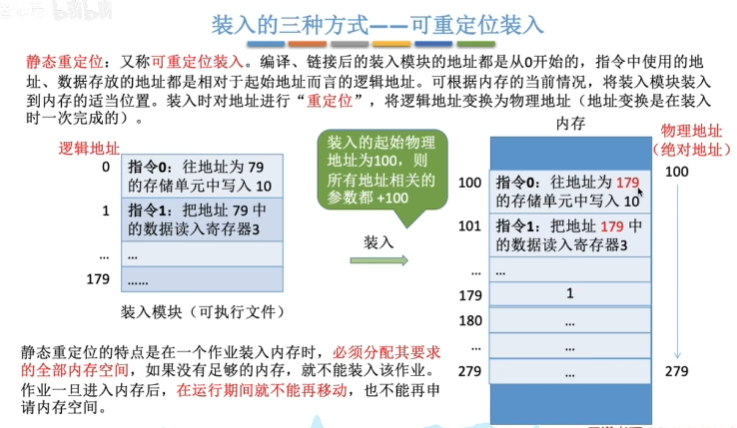 装入的三种方式——可重定位装入
静态重定位：又称可重定位装入。编译、链接后的装入模块的地址都是从0开始的，指令中使用的地
址、数据存放的地址都是相对于起始地址而言的逻辑地址。可根据内存的当前情况，将装入模块装入
到内存的适当位置。装入时对地址进行“重定位”，将逻辑地址变换为物理地址（地址变换是在装入
时一次完成的）。
逻辑地址
0
指令0：往地址为 79
的存储单元中写入 10
1
指令1：把地址 79 中
的数据读入寄存器3
...
...
179
......
装入模块（可执行文件）
装入的起始物理
地址为100，则
所有地址相关的
参数都 +100
装入
内存
物理地址
（绝对地址）
100
指令0：往地址为 179
的存储单元中写入 10
100
101
指令1：把地址 179 中
的数据读入寄存器3
...
...
179
1
180
...
...
...
279
...
279
静态重定位的特点是在一个作业装入内存时，必须分配其要求
的全部内存空间，如果没有足够的内存，就不能装入该作业。
作业一旦进入内存后，在运行期间就不能再移动，也不能再申
请内存空间。